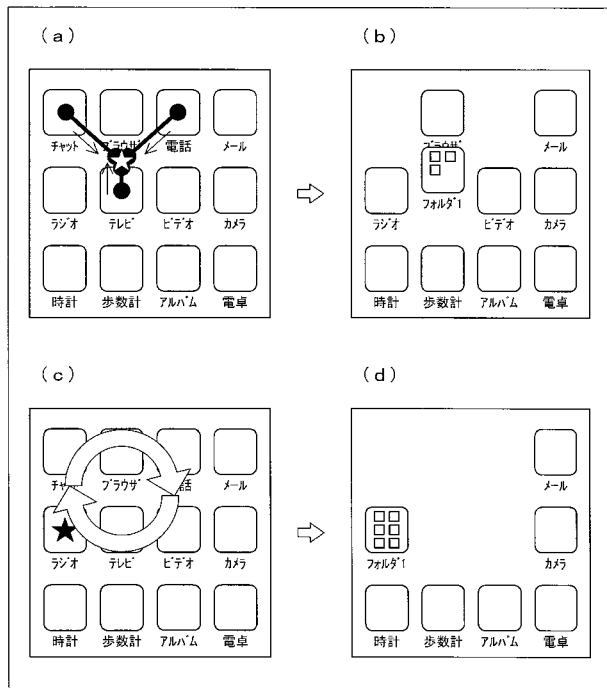 (a)
チャット ブラウザ 電話 メール
ラジオ テレビ ビデオ カメラ
時計 歩数計 アルバム 電卓
(b)
ブラウザ メール
フォルダ1
ラジオ ビデオ カメラ
時計 歩数計 アルバム 電卓
(c)
チャ ブラウザ 話 メール
ラジオ テレビ ビデオ カメラ
時計 歩数計 アルバム 電卓
(d)
メール
フォルダ1 カメラ
時計 歩数計 アルバム 電卓